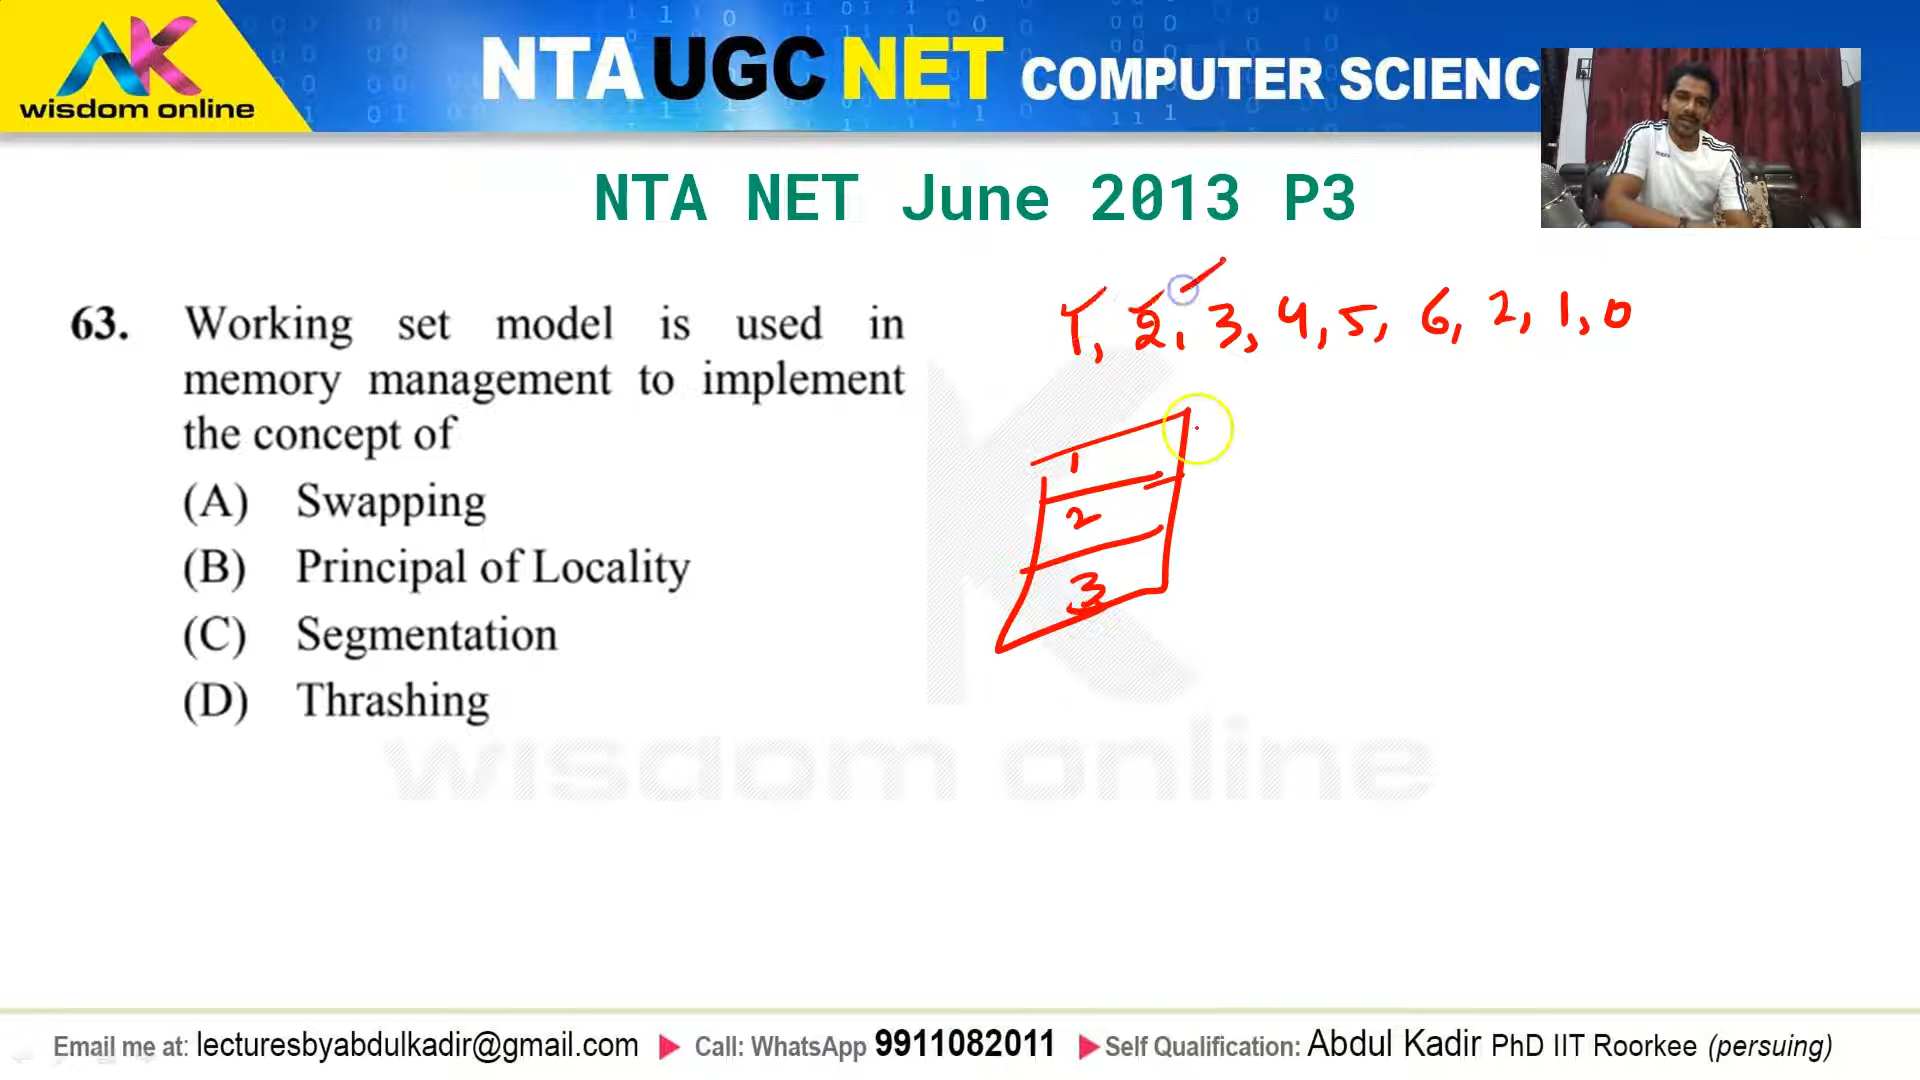 AK
wisdom online
NTA UGC NET COMPUTER SCIENC
NTA NET June 2013 P3
63. Working set model is used in
memory management to implement
the concept of
(A) Swapping
(B) Principal of Locality
(C) Segmentation
(D) Thrashing
1, 2, 3, 4, 5, 6, 2, 1, 0
1
2
3
wisdom online
Email me at: lecturesbyabdulkadir@gmail.com Call: WhatsApp 9911082011 Self Qualification: Abdul Kadir PhD IIT Roorkee (persuing)